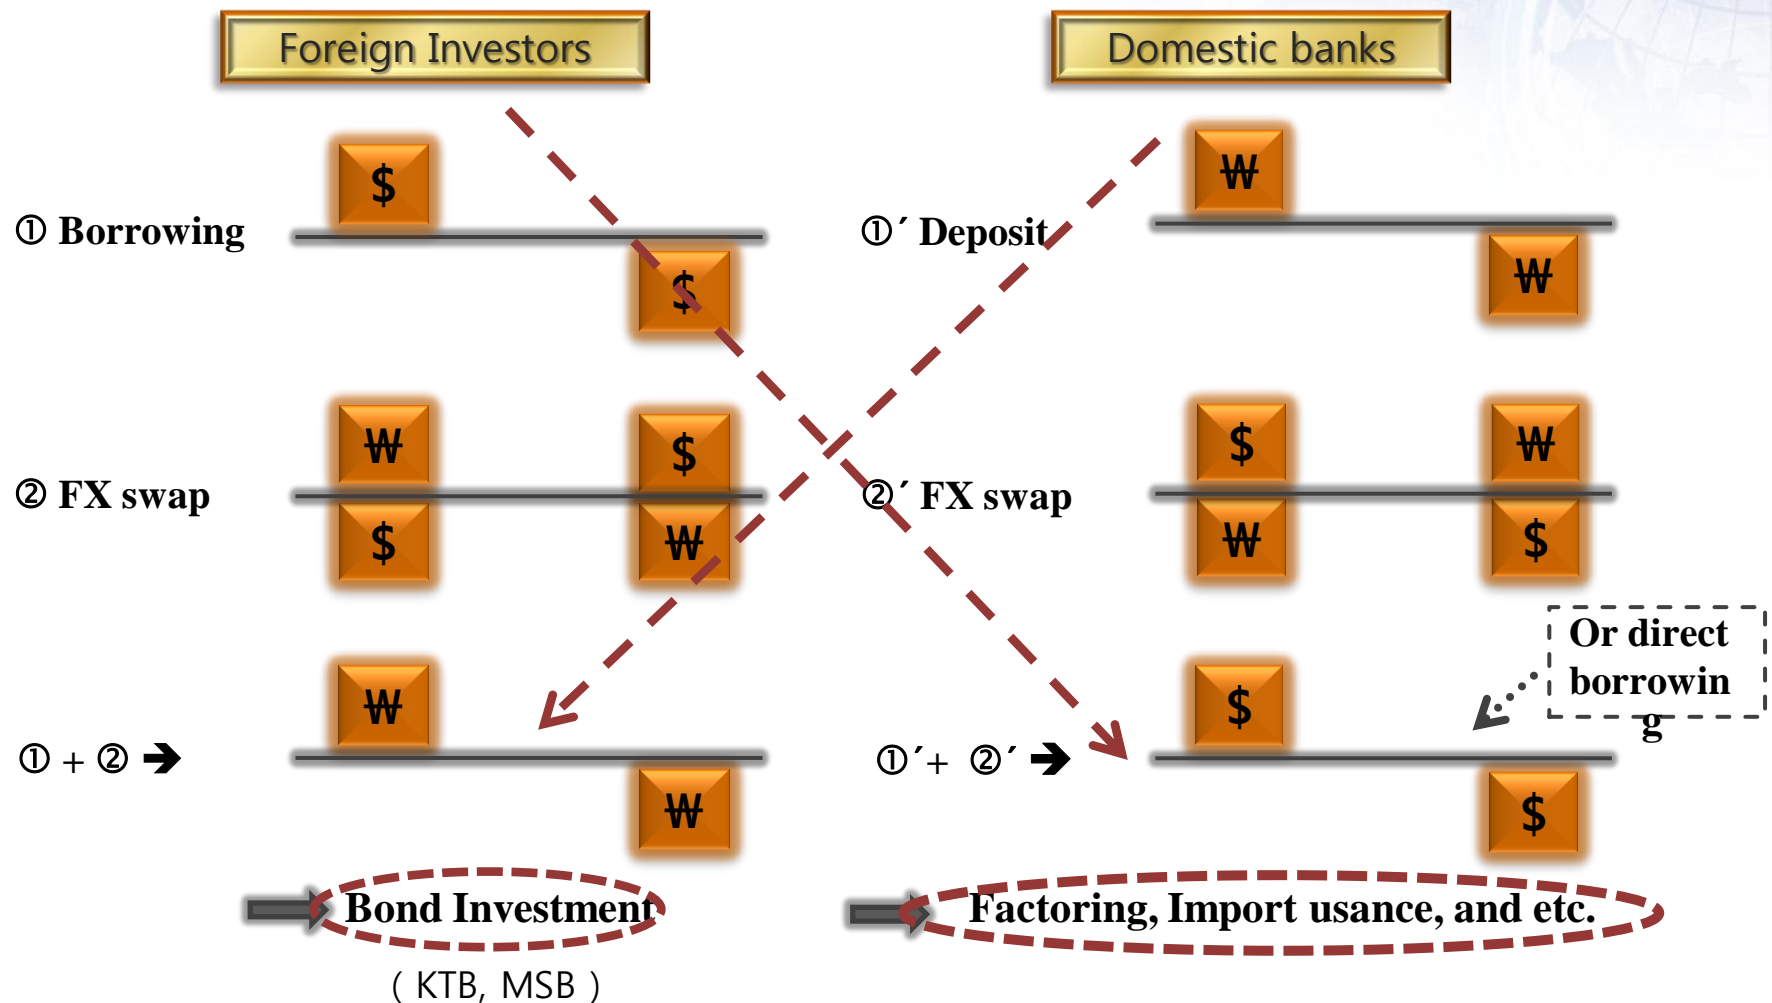 Foreign Investors
Domestic banks
$
₩
① Borrowing
①´ Deposit
$
₩
₩
$
$
₩
② FX swap
②´ FX swap
$
₩
₩
$
Or direct
borrowin
g
₩
$
① + ② 🡺
①´+ ②´ 🡺
₩
$
Bond Investment
Factoring, Import usance, and etc.
( KTB, MSB )